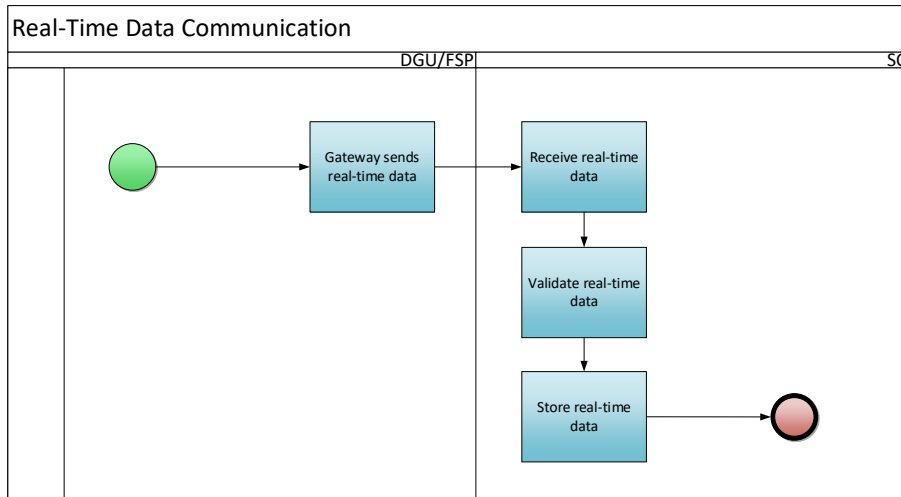 Real-Time Data Communication
DGU/FSP
Gateway sends
real-time data
Receive real-time
data
Validate real-time
data
Store real-time
data